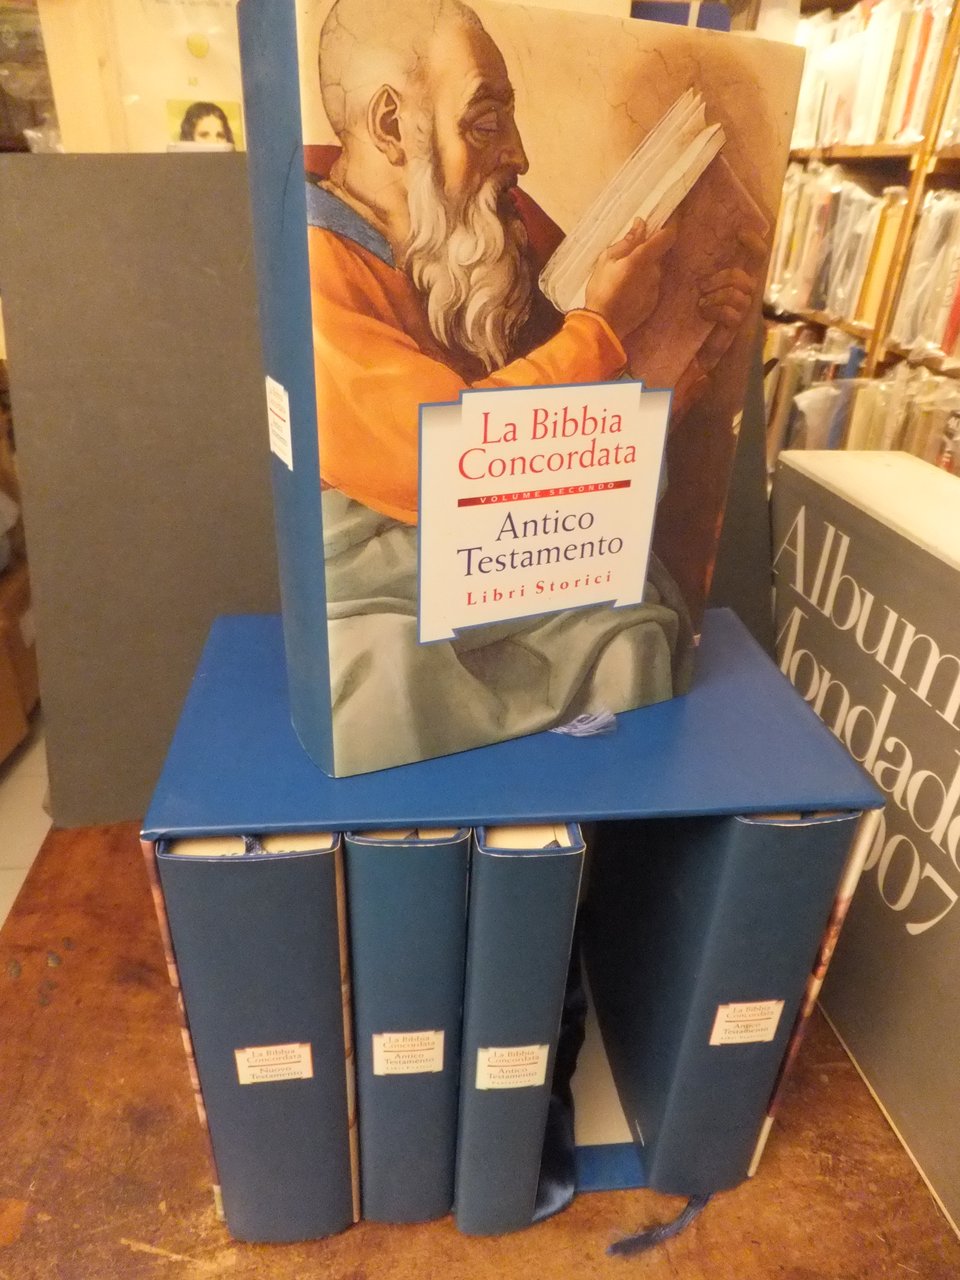 La Bibbia
Concordata
VOLUME SECONDO
Antico
Testamento
Libri Storici
La Bibbia
Concordata
Nuovo
Testamento
La Bibbia
Concordata
Antico
Testamento
La Bibbia
Concordata
Antico
Testamento
La Bibbia
Concordata
Antico
Testamento
Album
Mondado
007